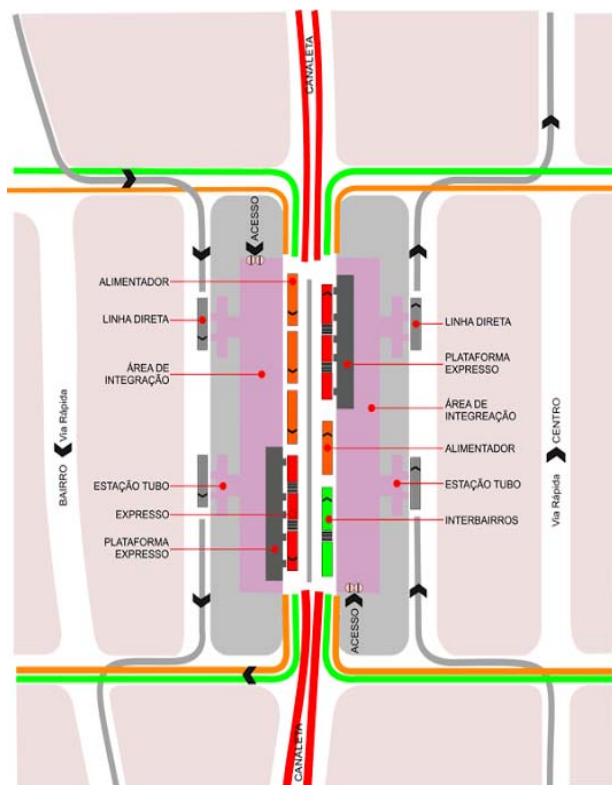 CANALETA
ACESSO
ALIMENTADOR
LINHA DIRETA
ÁREA DE
INTEGRAÇÃO
ESTAÇÃO TUBO
EXPRESSO
PLATAFORMA
EXPRESSO
BAIRRO
Via Rápida
LINHA DIRETA
PLATAFORMA
EXPRESSO
ÁREA DE
INTEGREAÇÃO
ALIMENTADOR
ESTAÇÃO TUBO
INTERBAIRROS
Via Rápida
CENTRO
ACESSO
CANALETA